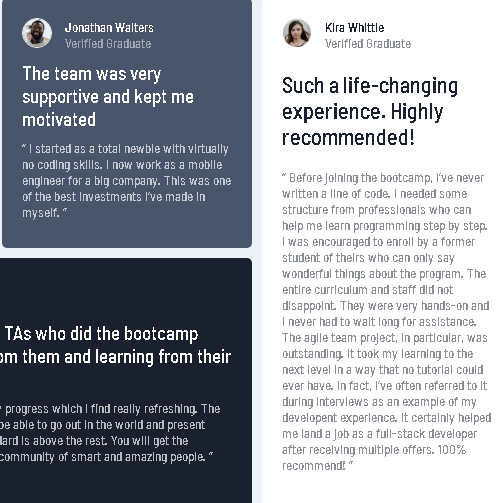 Jonathan Walters
Verified Graduate
The team was very
supportive and kept me
motivated
“ I started as a total newbie with virtually
no coding skills. I now work as a mobile
engineer for a big company. This was one
of the best investments I’ve made in
myself. ”
TAs who did the bootcamp
om them and learning from their
progress which I find really refreshing. The
be able to go out in the world and present
dard is above the rest. You will get the
community of smart and amazing people. ”
Kira Whittle
Verified Graduate
Such a life-changing
experience. Highly
recommended!
“ Before joining the bootcamp, I’ve never
written a line of code. I needed some
structure from professionals who can
help me learn programming step by step.
I was encouraged to enroll by a former
student of theirs who can only say
wonderful things about the program. The
entire curriculum and staff did not
disappoint. They were very hands-on and
I never had to wait long for assistance.
The agile team project, in particular, was
outstanding. It took my learning to the
next level in a way that no tutorial could
ever have. In fact, I’ve often referred to it
during interviews as an example of my
developent experience. It certainly helped
me land a job as a full-stack developer
after receiving multiple offers. 100%
recommend! ”